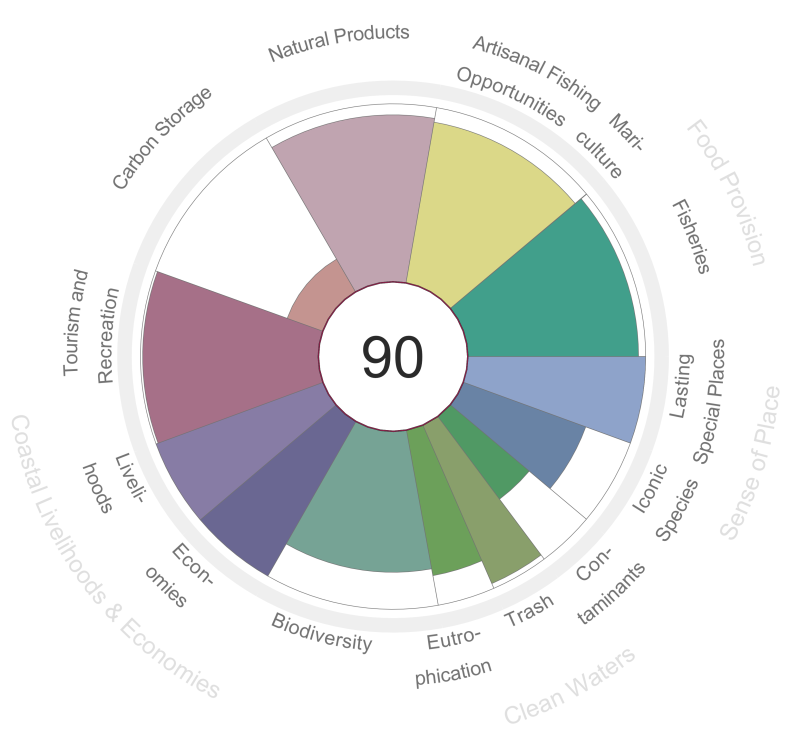 Natural Products
Artisanal Fishing
Opportunities
Mari-
culture
Food Provision
Fisheries
Carbon Storage
Tourism and
Recreation
90
Lasting
Special Places
Sense of Place
Iconic
Species
Coastal Livelihoods & Economies
Liveli-
hoods
Econ-
omies
Biodiversity
Eutro-
phication
Trash
Con-
taminants
Clean Waters